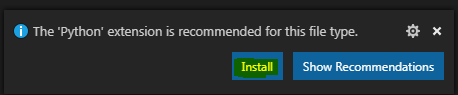 The 'Python' extension is recommended for this file type.
Install
Show Recommendations